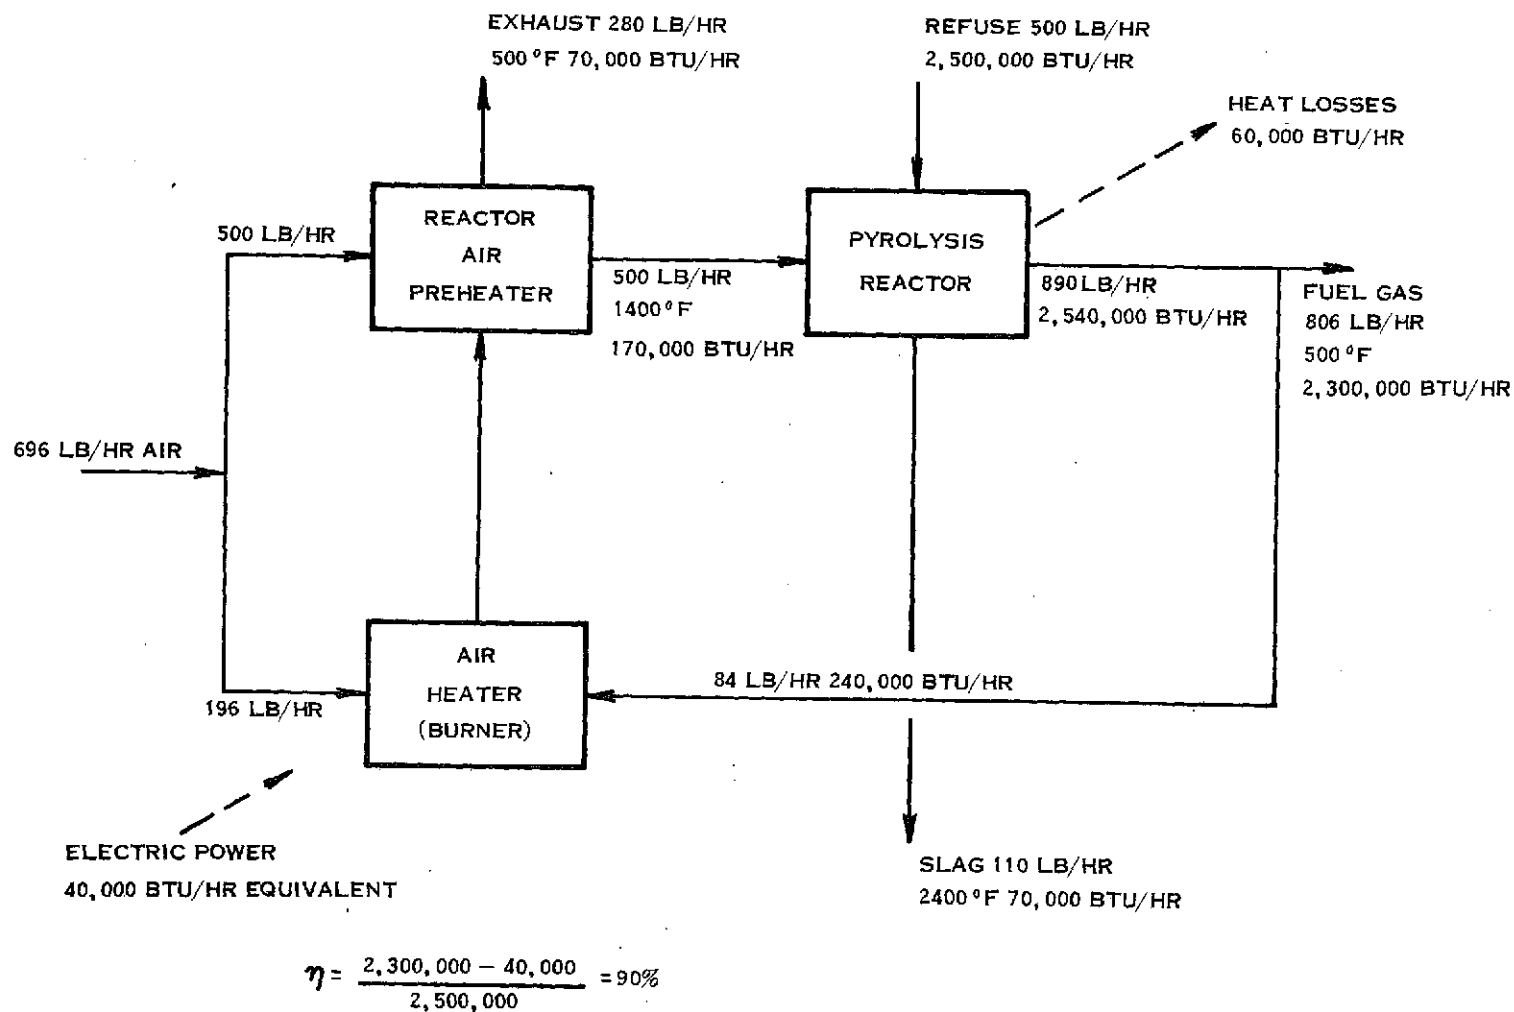 EXHAUST 280 LB/HR
500 °F 70,000 BTU/HR
REFUSE 500 LB/HR
2,500,000 BTU/HR
HEAT LOSSES
60,000 BTU/HR
500 LB/HR
REACTOR
AIR
PREHEATER
500 LB/HR
1400 °F
170,000 BTU/HR
PYROLYSIS
REACTOR
890 LB/HR
2,540,000 BTU/HR
FUEL GAS
806 LB/HR
500 °F
2,300,000 BTU/HR
696 LB/HR AIR
196 LB/HR
AIR
HEATER
(BURNER)
84 LB/HR 240,000 BTU/HR
ELECTRIC POWER
40,000 BTU/HR EQUIVALENT
SLAG 110 LB/HR
2400 °F 70,000 BTU/HR
η = 2,300,000 − 40,000 = 90%
2,500,000